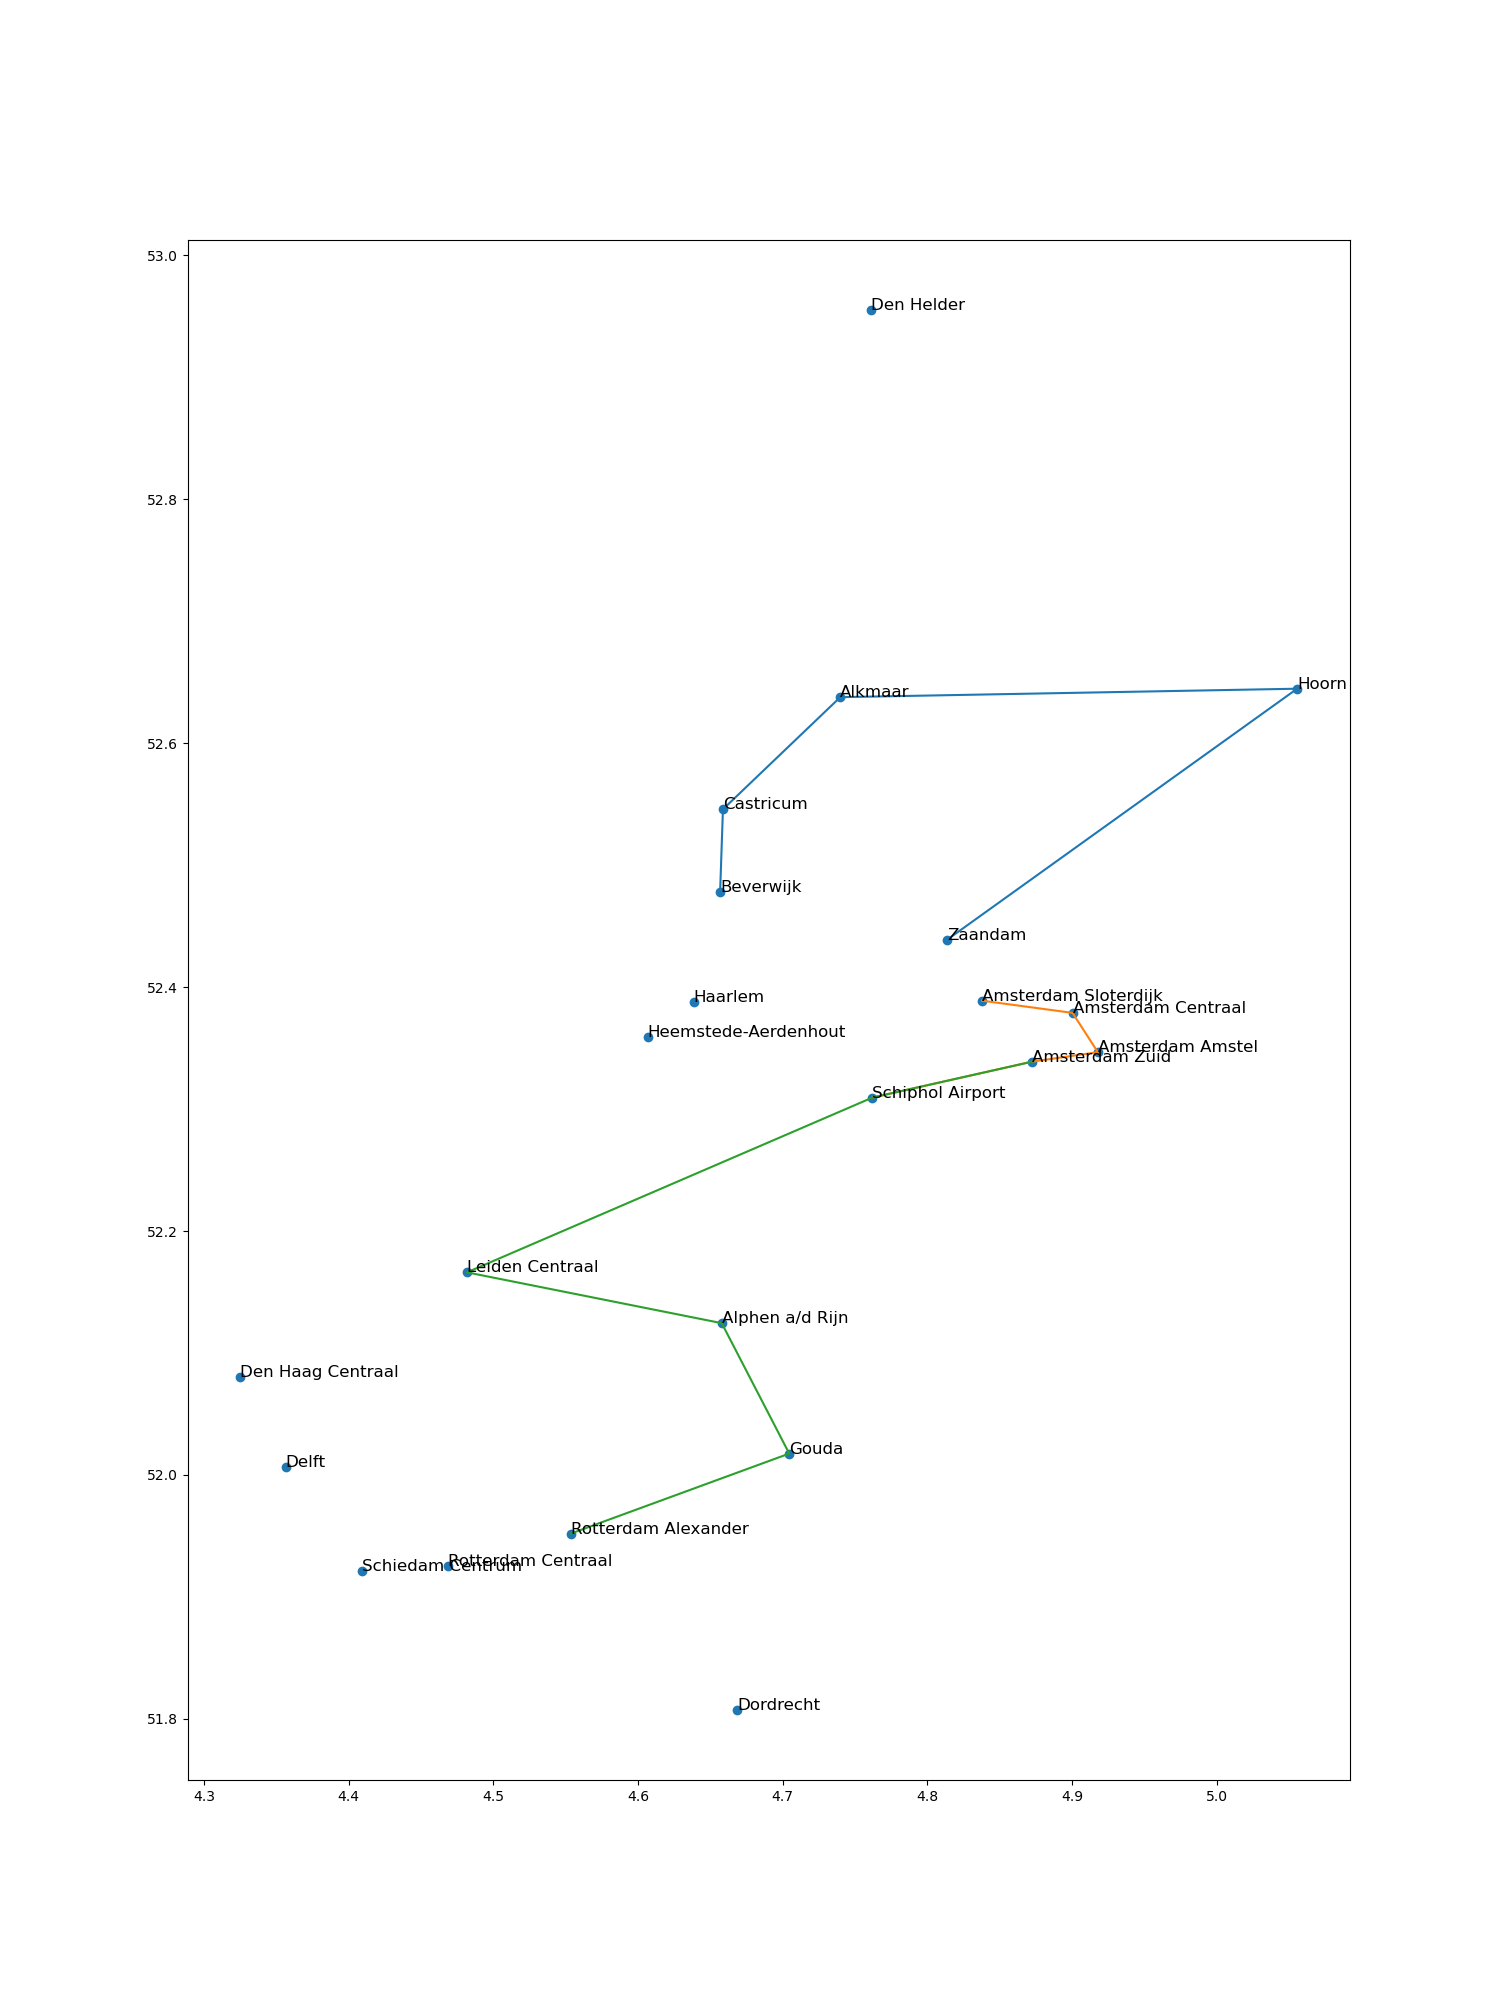 53.0
Den Helder
52.8
Hoorn
Alkmaar
52.6
Castricum
Beverwijk
Zaandam
52.4
Amsterdam Sloterdijk
Haarlem
Amsterdam Centraal
Heemstede-Aerdenhout
Amsterdam Amstel
Amsterdam Zuid
Schiphol Airport
52.2
Leiden Centraal
Alphen a/d Rijn
Den Haag Centraal
Gouda
Delft
52.0
Rotterdam Alexander
Rotterdam Centraal
Schiedam Centrum
Dordrecht
51.8
4.3 4.4 4.5 4.6 4.7 4.8 4.9 5.0